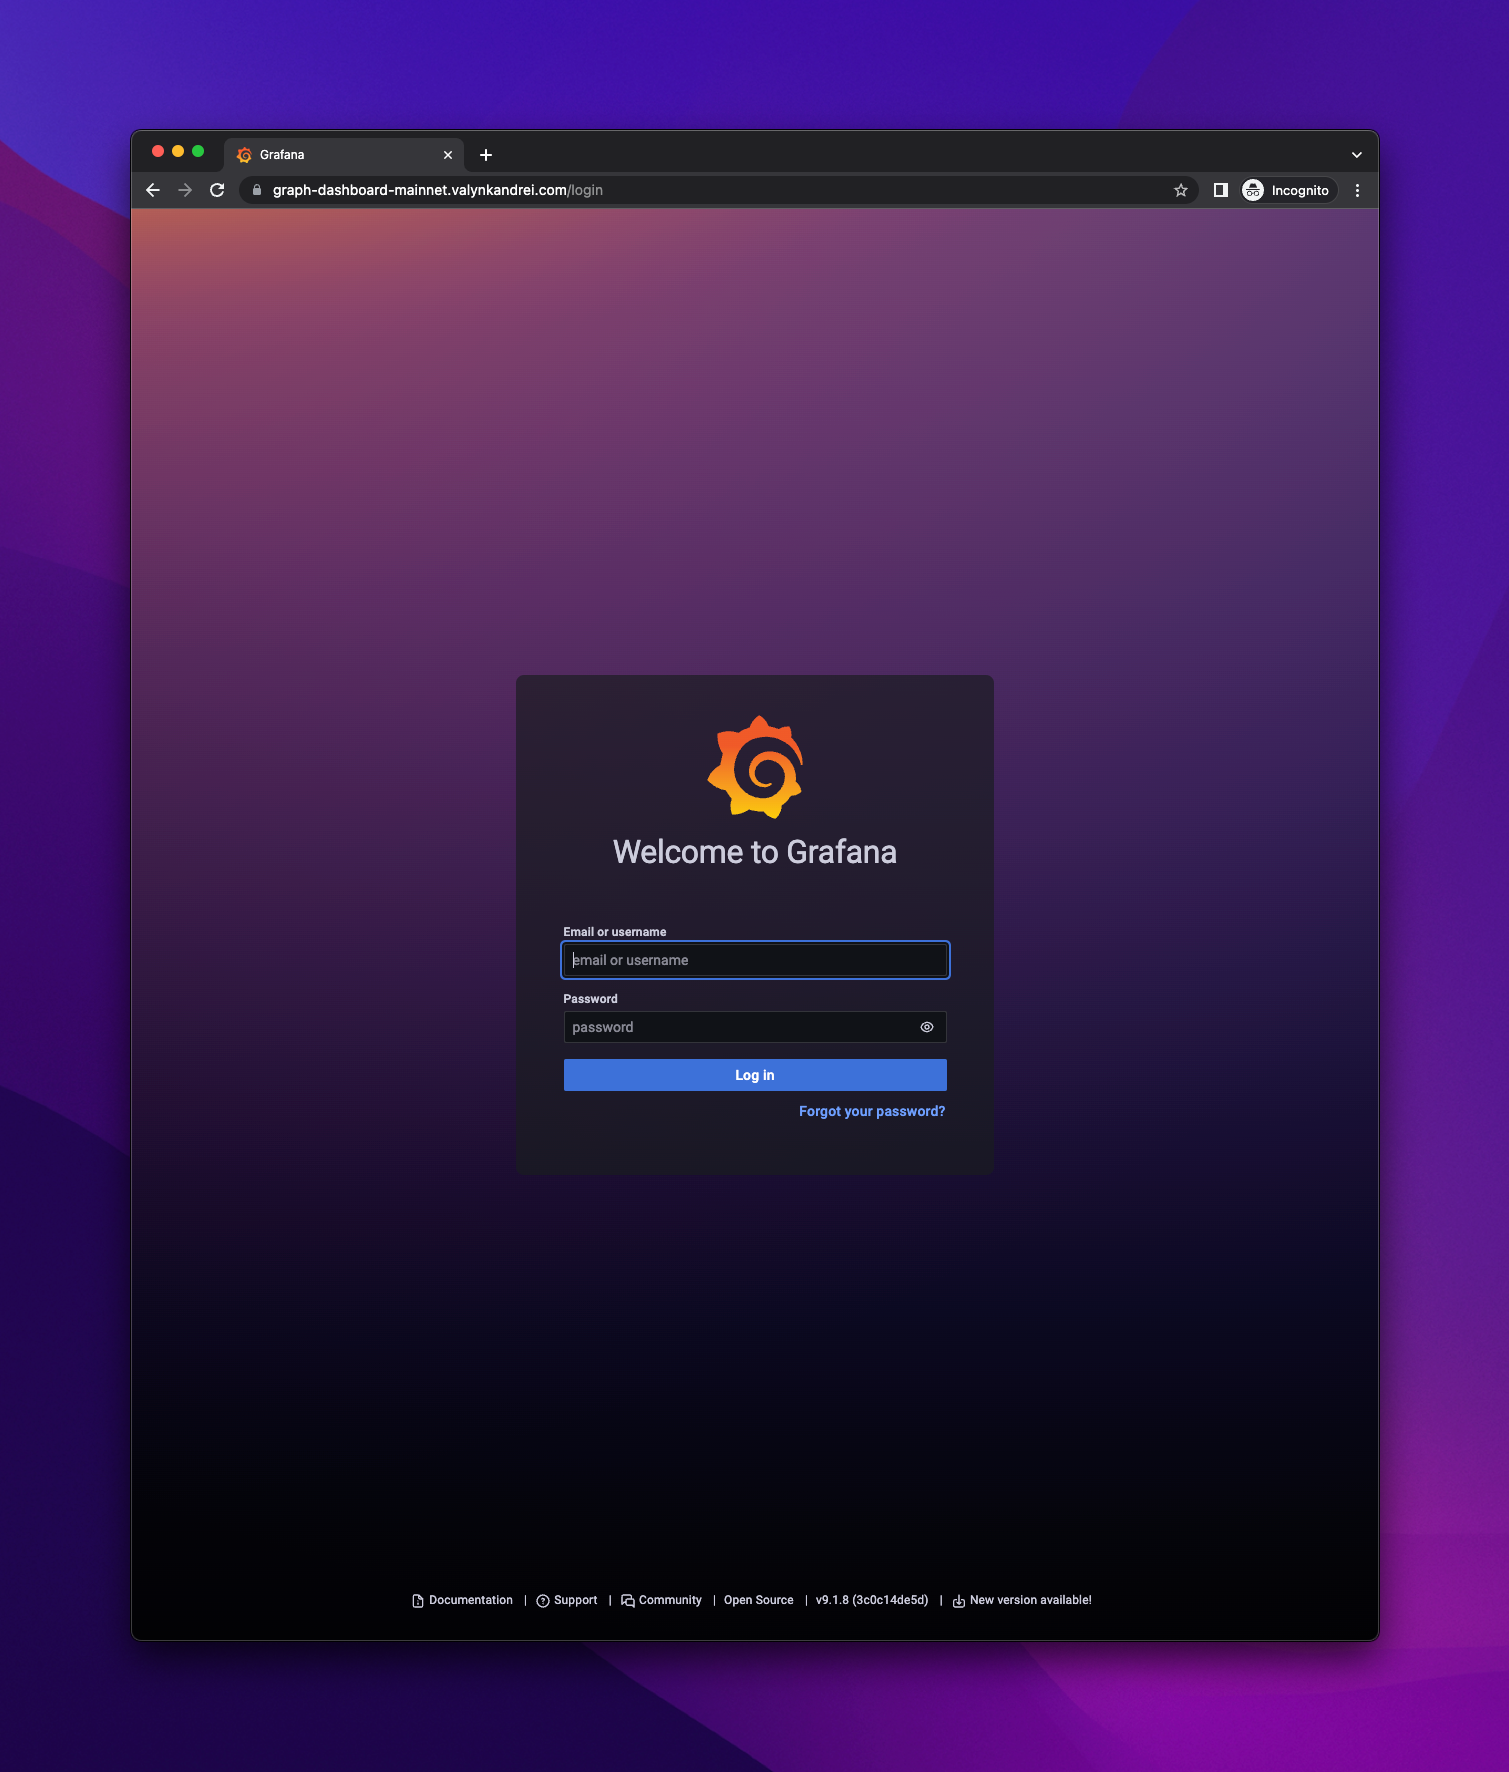 Grafana
graph-dashboard-mainnet.valynkandrei.com/login
Incognito
Welcome to Grafana
Email or username
email or username
Password
password
Log in
Forgot your password?
Documentation | Support | Community | Open Source | v9.1.8 (3c0c14de5d) | New version available!